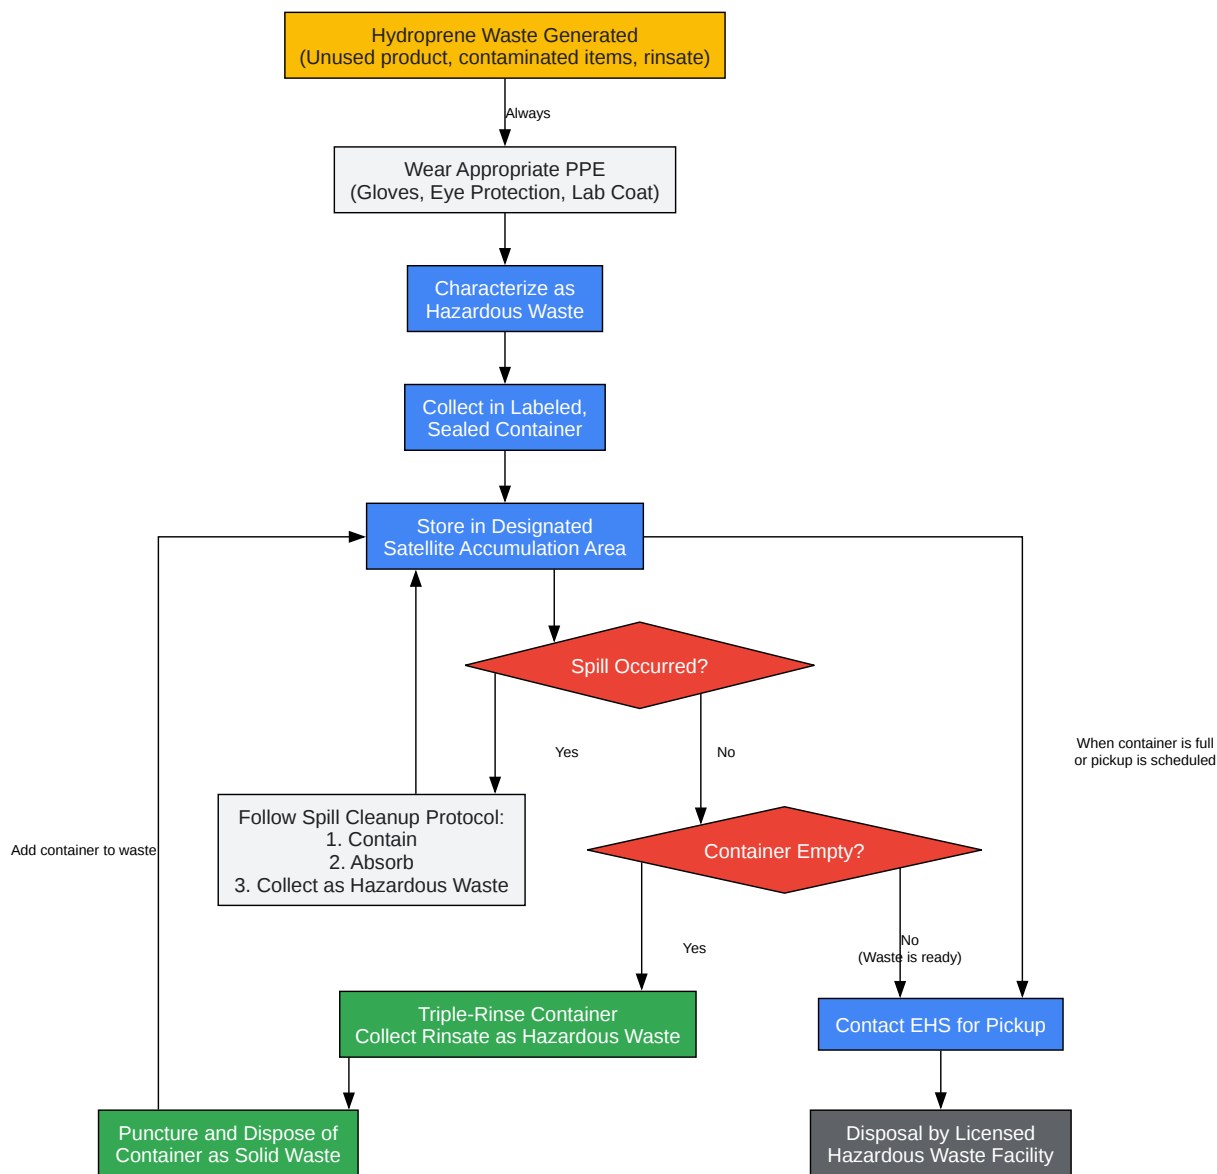 Hydroprene Waste Generated
(Unused product, contaminated items, rinsate)
Always
Wear Appropriate PPE
(Gloves, Eye Protection, Lab Coat)
Characterize as
Hazardous Waste
Collect in Labeled,
Sealed Container
Store in Designated
Satellite Accumulation Area
Spill Occurred?
Yes
No
When container is full
or pickup is scheduled
Follow Spill Cleanup Protocol:
1. Contain
2. Absorb
3. Collect as Hazardous Waste
Add container to waste
Container Empty?
Yes
No
(Waste is ready)
Triple-Rinse Container
Collect Rinsate as Hazardous Waste
Contact EHS for Pickup
Puncture and Dispose of
Container as Solid Waste
Disposal by Licensed
Hazardous Waste Facility